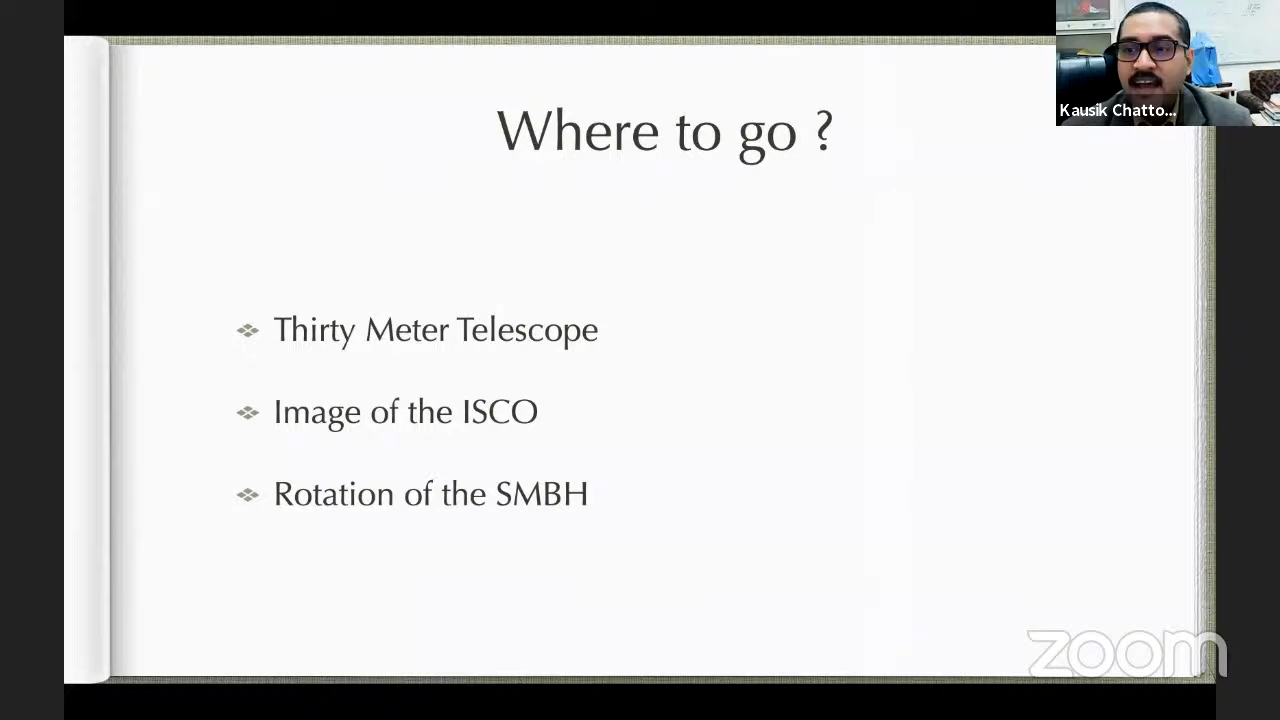 Where to go ?
Kausik Chatto...
Thirty Meter Telescope
Image of the ISCO
Rotation of the SMBH
zoom